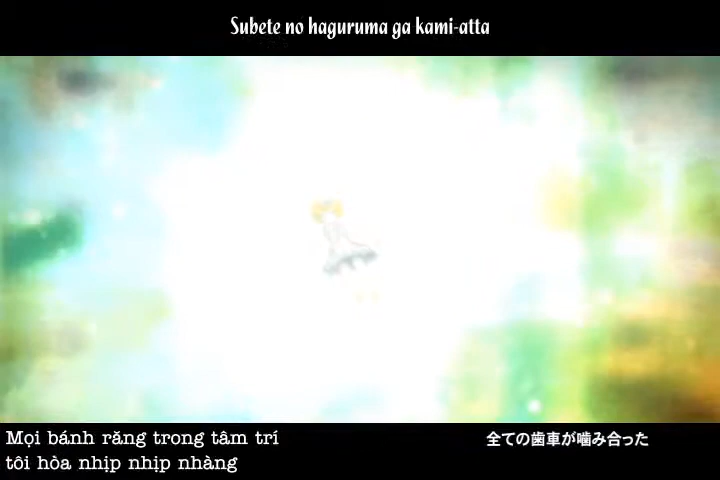 Subete no haguruma ga kami-atta
Mọi bánh răng trong tâm trí
tôi hòa nhịp nhịp nhàng
全ての歯車が噛み合った